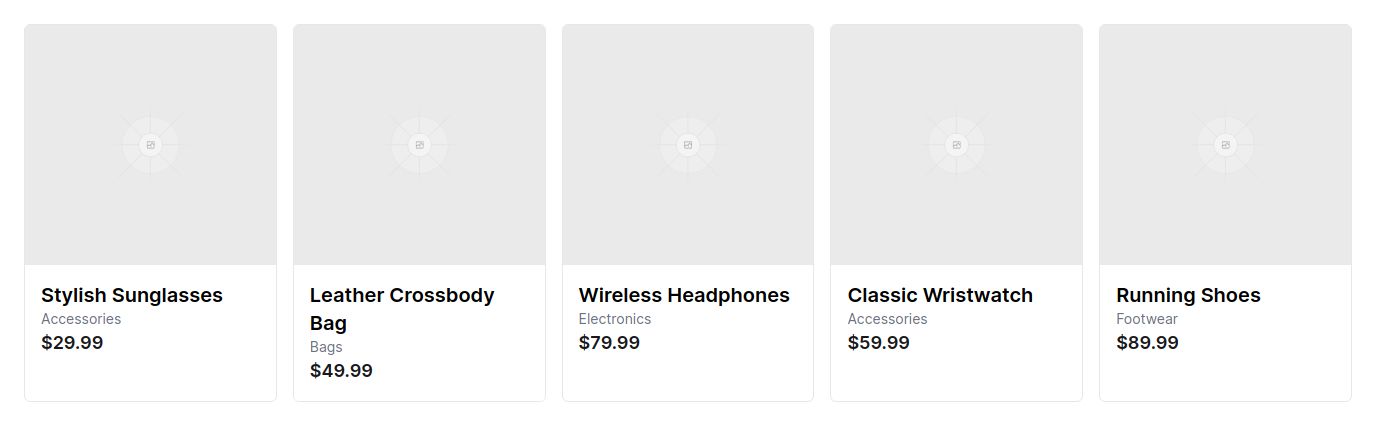 Stylish Sunglasses
Accessories
$29.99
Leather Crossbody
Bag
Bags
$49.99
Wireless Headphones
Electronics
$79.99
Classic Wristwatch
Accessories
$59.99
Running Shoes
Footwear
$89.99